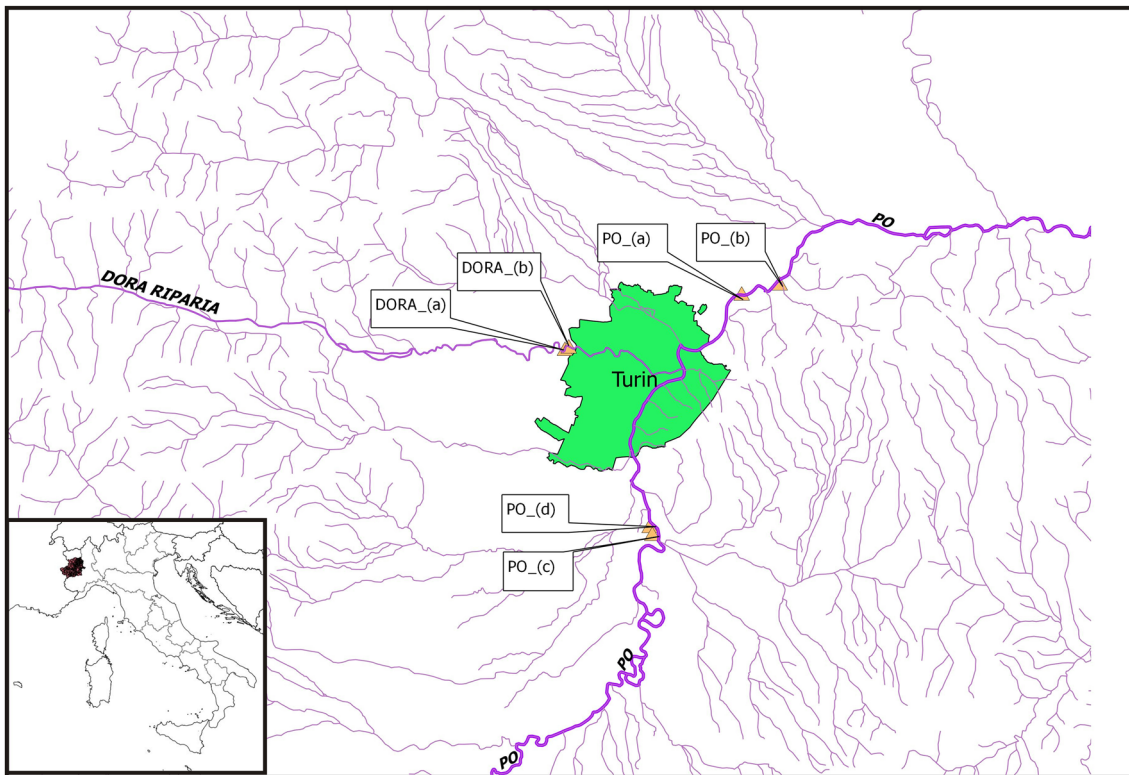 PO
PO_(a)
PO_(b)
DORA_(b)
DORA RIPARIA
DORA_(a)
Turin
PO_(d)
PO_(c)
PO
PO